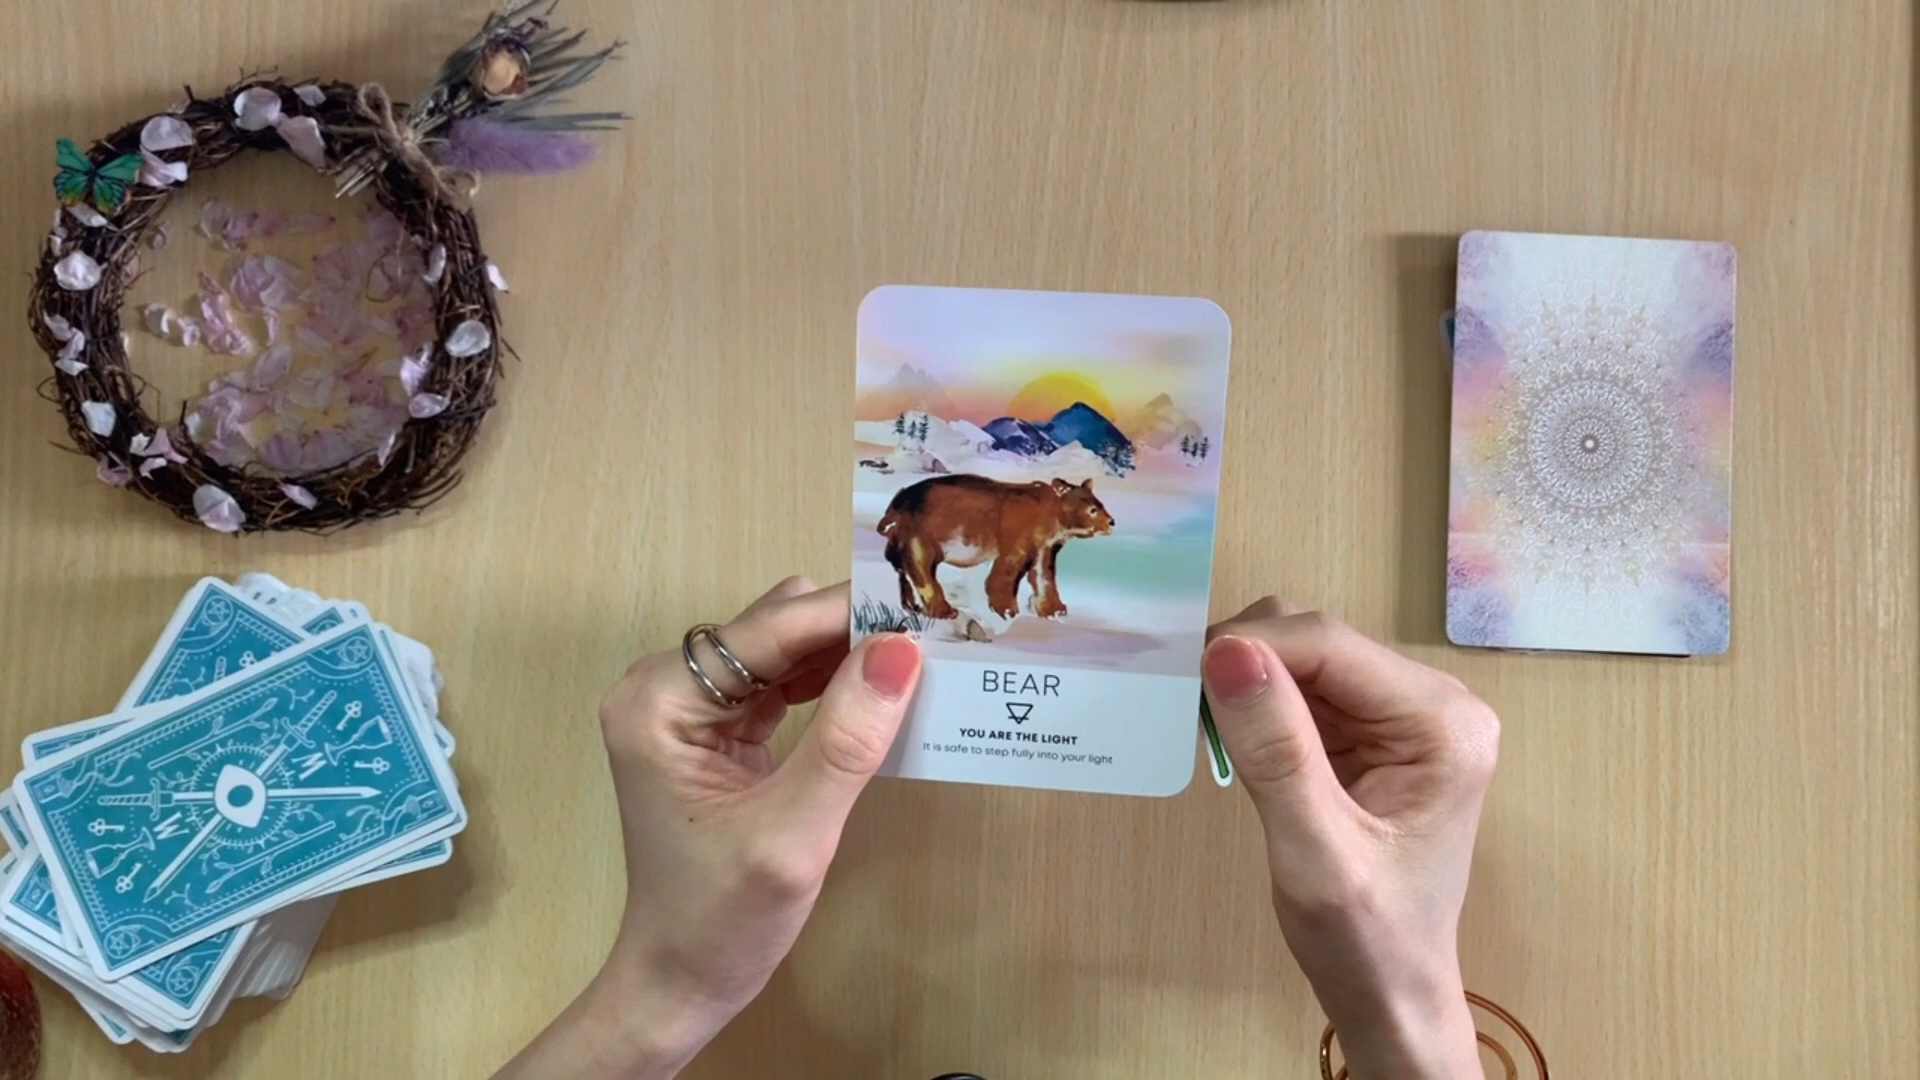 BEAR
YOU ARE THE LIGHT
It is safe to step fully into your light
W
W